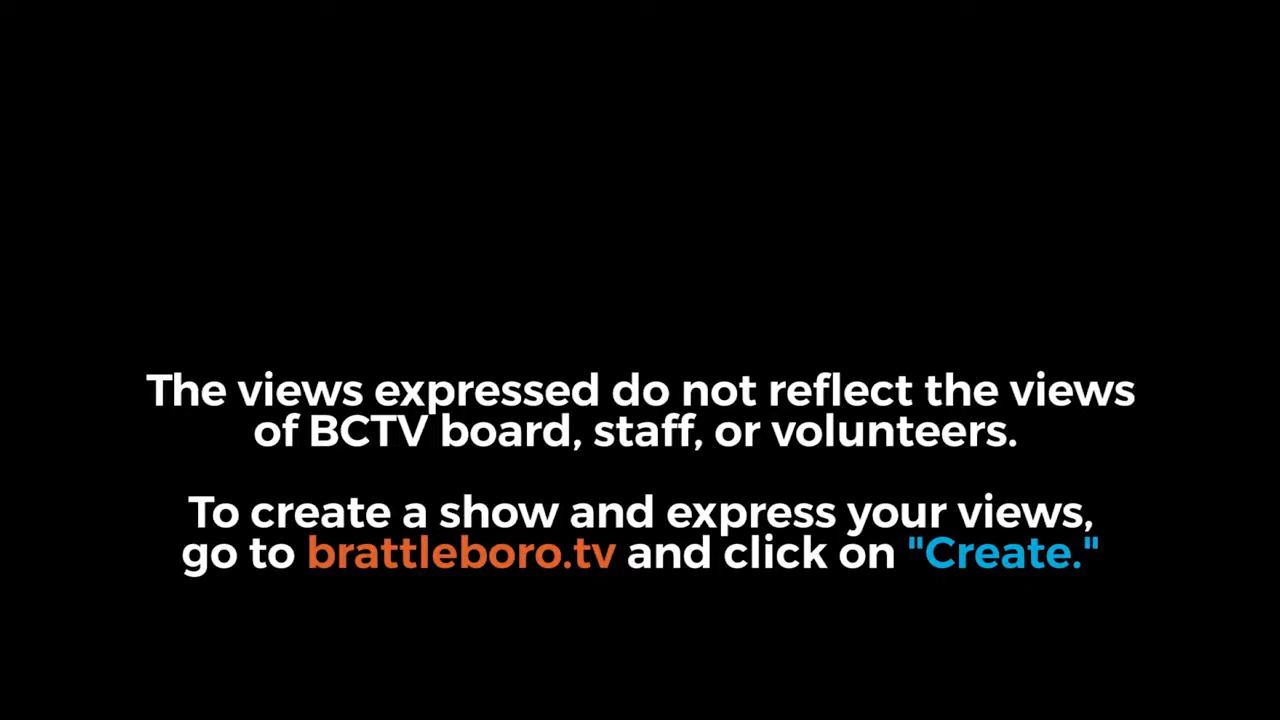 The views expressed do not reflect the views
of BCTV board, staff, or volunteers.
To create a show and express your views,
go to brattleboro.tv and click on "Create."